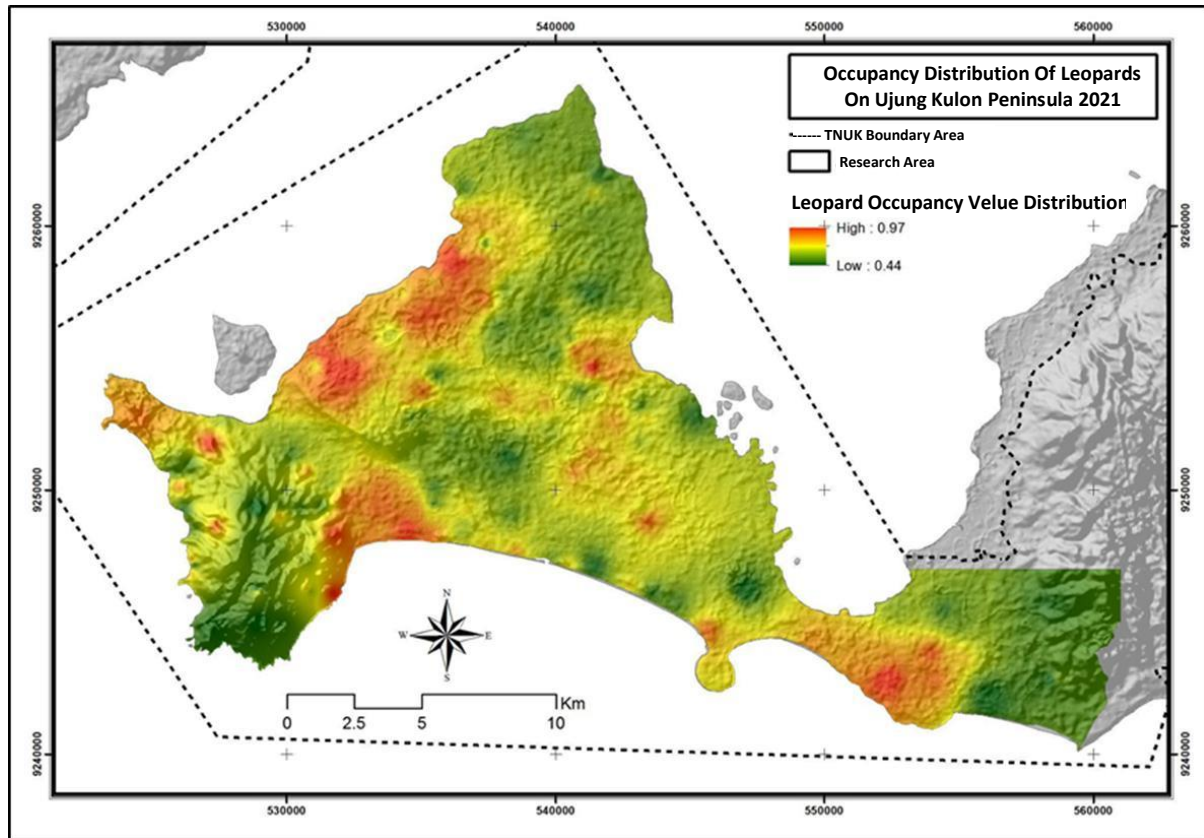 530000
540000
550000
560000
Occupancy Distribution Of Leopards
On Ujung Kulon Peninsula 2021
TNUK Boundary Area
Research Area
Leopard Occupancy Velue Distribution
High : 0.97
Low : 0.44
9260000
9260000
9250000
9250000
N
W
E
S
Km
0
2.5
5
10
9240000
9240000
530000
540000
550000
560000